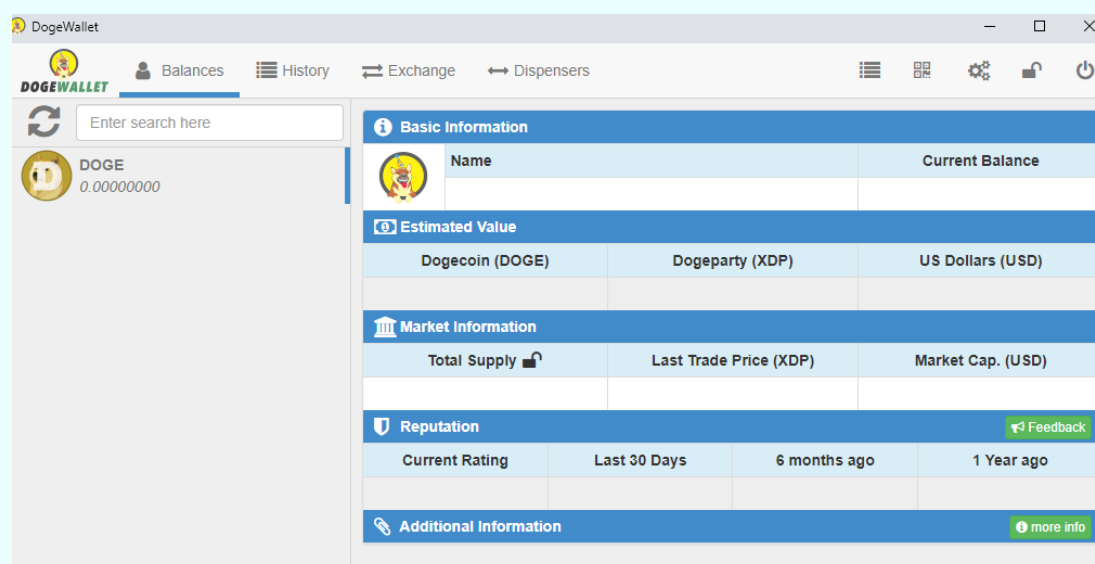 DogeWallet
DOGEWALLET
Balances
History
Exchange
Dispensers
Enter search here
DOGE
0.00000000
Basic Information
Name
Current Balance
Estimated Value
Dogecoin (DOGE)
Dogeparty (XDP)
US Dollars (USD)
Market Information
Total Supply
Last Trade Price (XDP)
Market Cap. (USD)
Reputation
Feedback
Current Rating
Last 30 Days
6 months ago
1 Year ago
Additional Information
more info